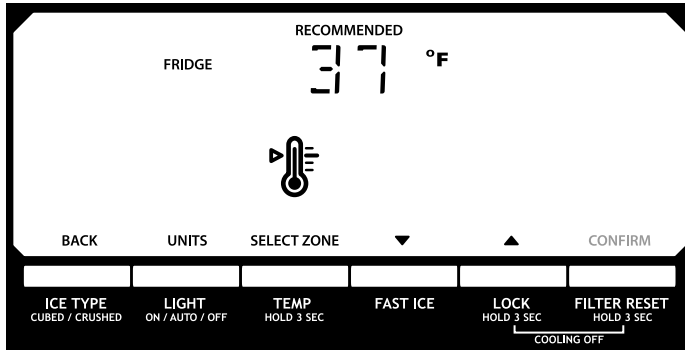 RECOMMENDED
FRIDGE 37 °F
BACK UNITS SELECT ZONE ▼ ▲ CONFIRM
ICE TYPE LIGHT TEMP FAST ICE LOCK FILTER RESET
CUBED / CRUSHED ON / AUTO / OFF HOLD 3 SEC HOLD 3 SEC HOLD 3 SEC
COOLING OFF